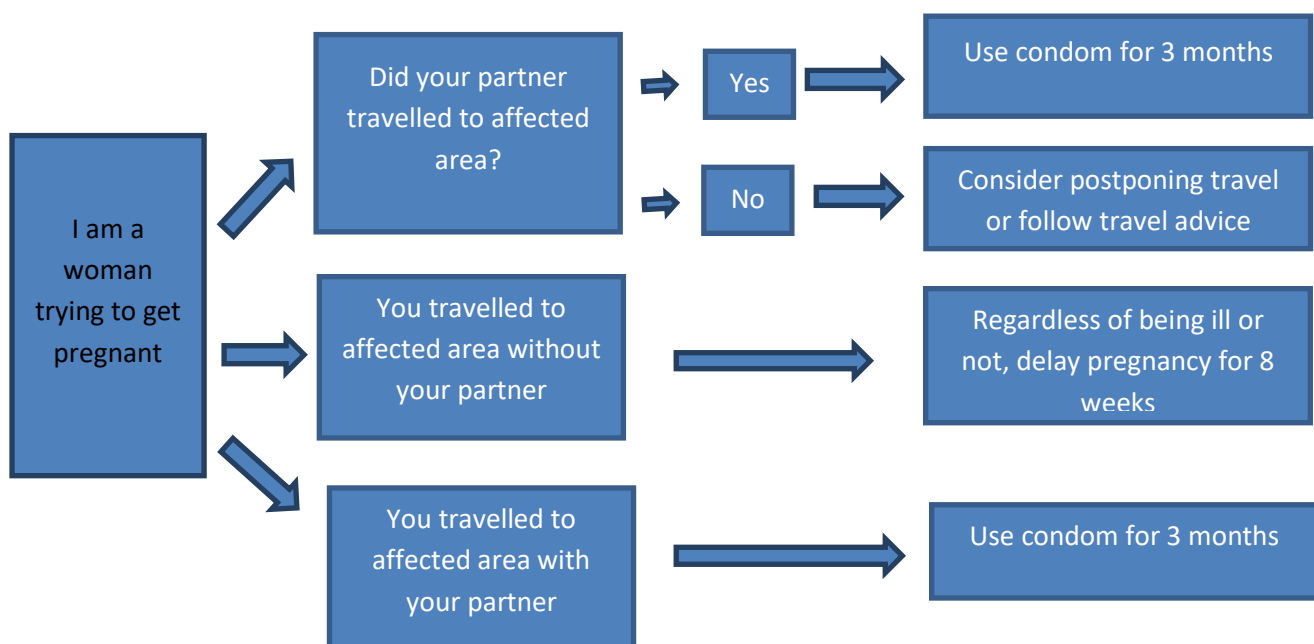 I am a
woman
trying to get
pregnant
Did your partner
travelled to affected
area?
Yes
Use condom for 3 months
No
Consider postponing travel
or follow travel advice
You travelled to
affected area without
your partner
Regardless of being ill or
not, delay pregnancy for 8
weeks
You travelled to
affected area with
your partner
Use condom for 3 months